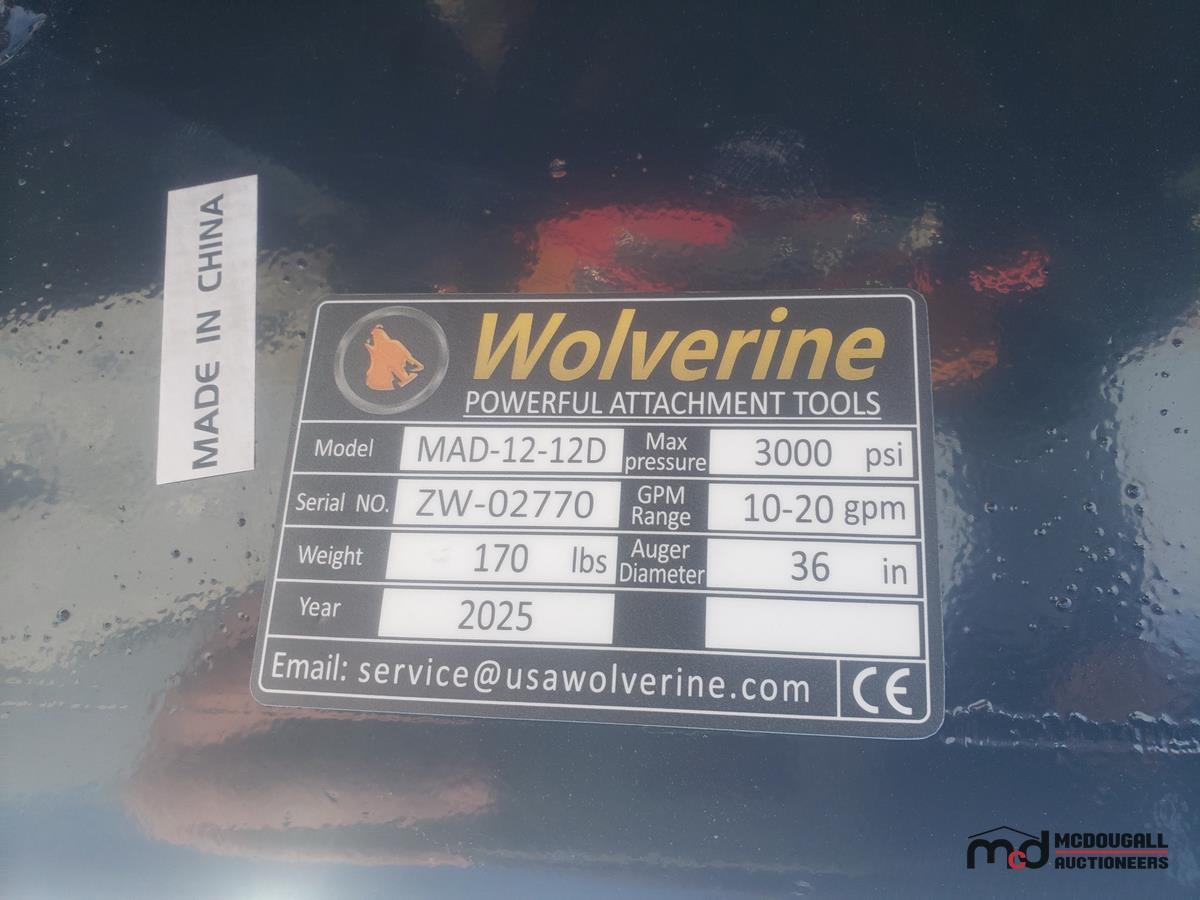 MADE IN CHINA
Wolverine
POWERFUL ATTACHMENT TOOLS
Model MAD-12-12D Max pressure 3000 psi
Serial NO. ZW-02770 GPM Range 10-20 gpm
Weight 170 lbs Auger Diameter 36 in
Year 2025
Email: service@usawolverine.com CE
mcd MCDOUGALL
AUCTIONEERS